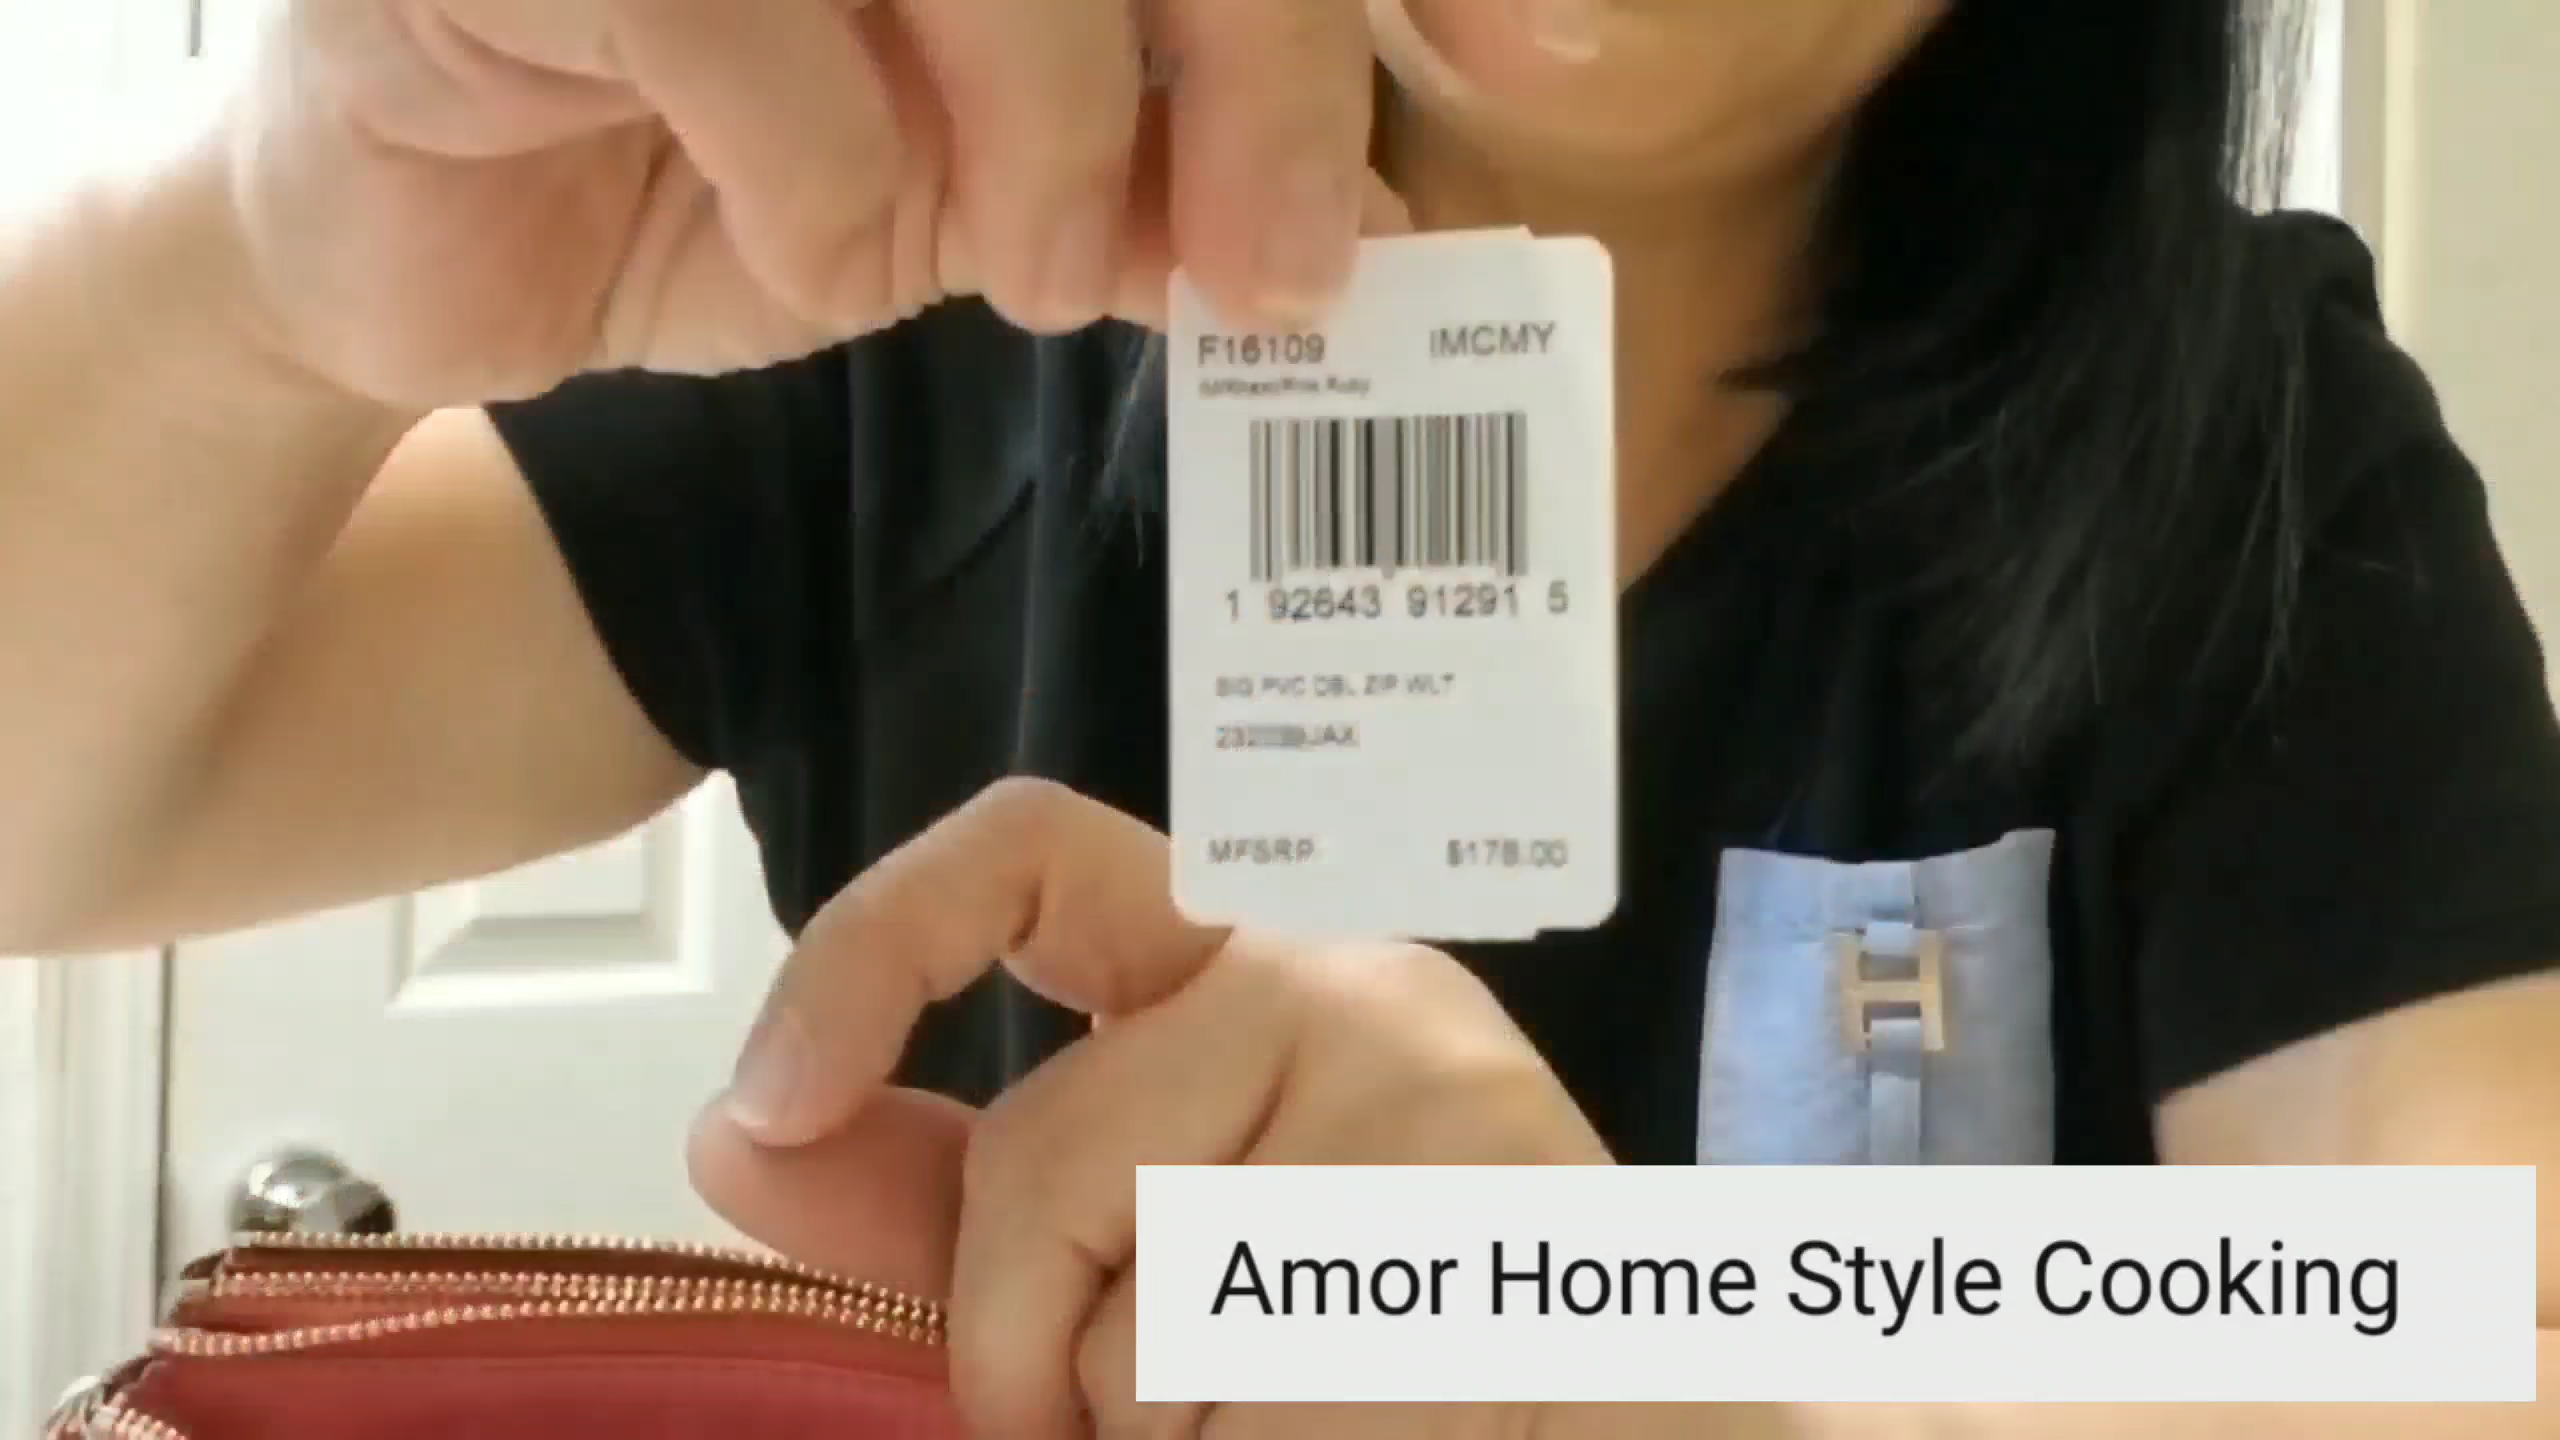 F16109 IMCMY
1 92643 91291 5
SIG PVC DBL ZIP WLT
MFSRP $178.00
Amor Home Style Cooking